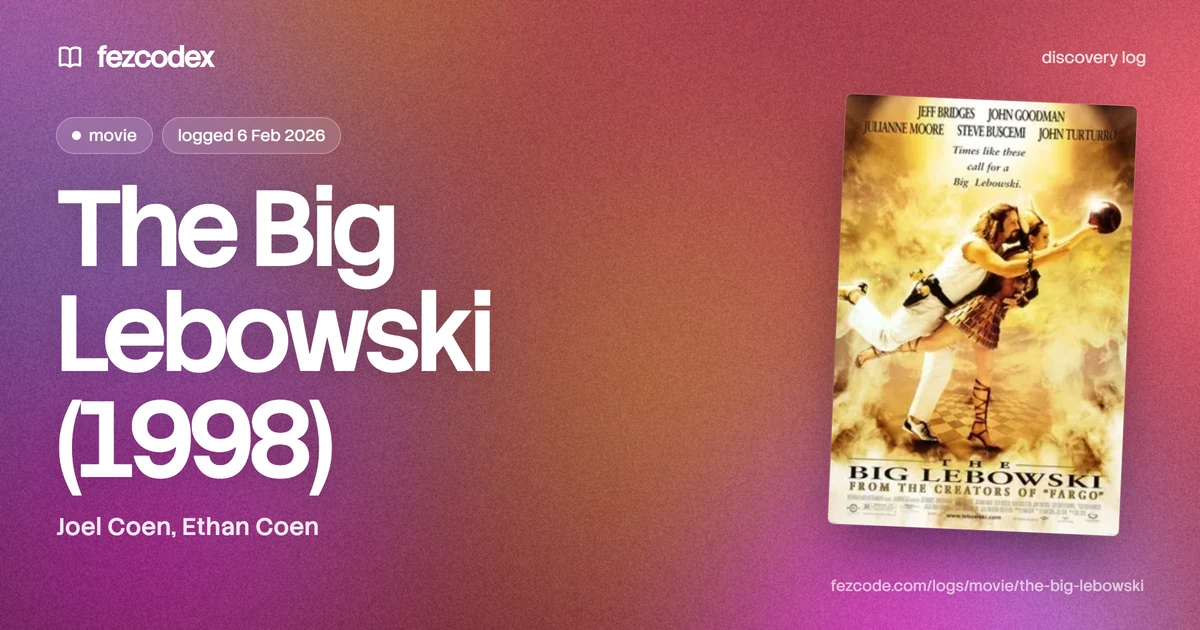 fezcodex
discovery log
movie
logged 6 Feb 2026
The Big
Lebowski
(1998)
Joel Coen, Ethan Coen
JEFF BRIDGES JOHN GOODMAN
JULIANNE MOORE STEVE BUSCEMI JOHN TURTURRO
Times like these
call for a
Big Lebowski.
THE
BIG LEBOWSKI
FROM THE CREATORS OF "FARGO"
www.lebowski.com
fezcode.com/logs/movie/the-big-lebowski